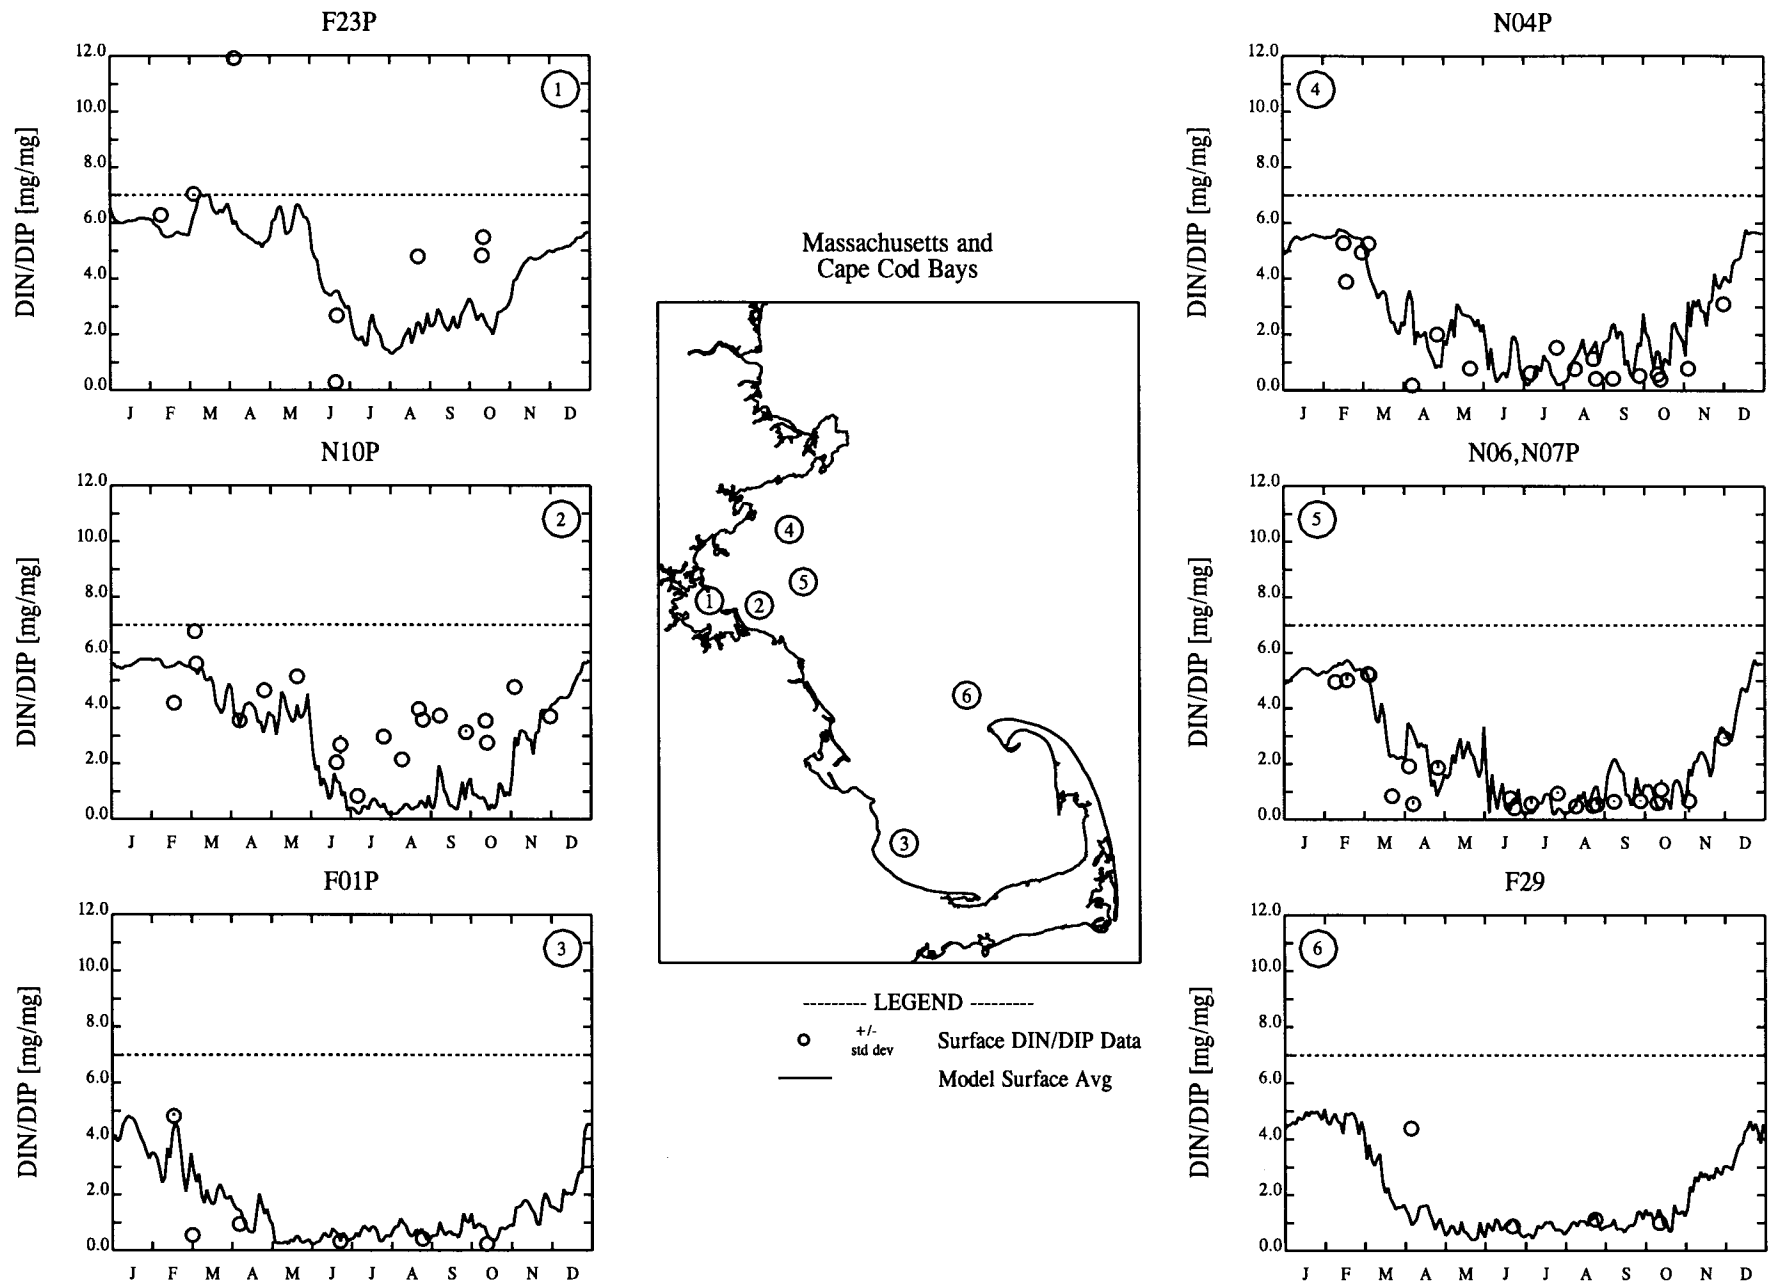 F23P
12.0
10.0
8.0
6.0
4.0
2.0
0.0
DIN/DIP [mg/mg]
1
J F M A M J J A S O N D
N10P
12.0
10.0
8.0
6.0
4.0
2.0
0.0
DIN/DIP [mg/mg]
2
J F M A M J J A S O N D
F01P
12.0
10.0
8.0
6.0
4.0
2.0
0.0
DIN/DIP [mg/mg]
3
J F M A M J J A S O N D
Massachusetts and
Cape Cod Bays
4
5
1
2
6
3
--------- LEGEND ---------
+/-
std dev
Surface DIN/DIP Data
Model Surface Avg
N04P
12.0
10.0
8.0
6.0
4.0
2.0
0.0
DIN/DIP [mg/mg]
4
J F M A M J J A S O N D
N06,N07P
12.0
10.0
8.0
6.0
4.0
2.0
0.0
DIN/DIP [mg/mg]
5
J F M A M J J A S O N D
F29
12.0
10.0
8.0
6.0
4.0
2.0
0.0
DIN/DIP [mg/mg]
6
J F M A M J J A S O N D